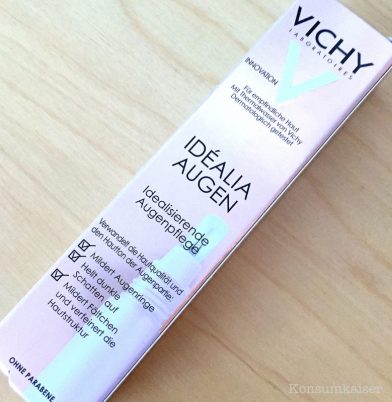 VICHY
LABORATOIRES
INNOVATION
Für empfindliche Haut
Mit Thermalwasser von Vichy
Dermatologisch getestet
IDÉALIA
AUGEN
Idealisierende
Augenpflege
Verwandelt die Hautqualität und
den Hautton der Augenpartie:
Mildert Augenringe
Hellt dunkle
Schatten auf
Mildert Fältchen
und verfeinert die
Hautstruktur
OHNE PARABENE
Konsumkaiser